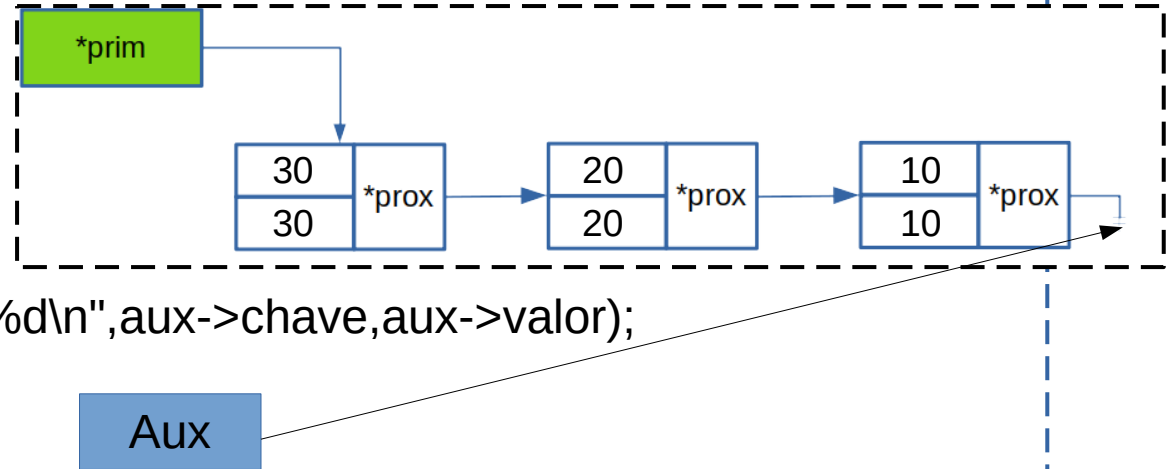 *prim
30 *prox 20 *prox 10 *prox
30 20 10
%d\n",aux->chave,aux->valor);
Aux